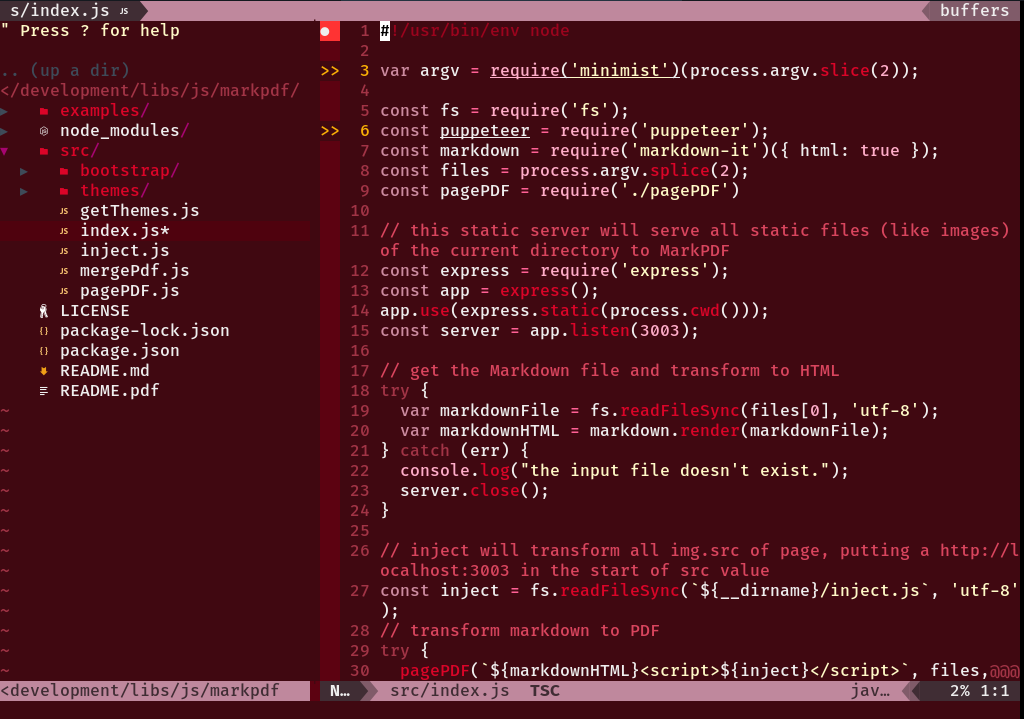 s/index.js JS
buffers
" Press ? for help
.. (up a dir)
</development/libs/js/markpdf/
▸ examples/
▸ node_modules/
▾ src/
▸ bootstrap/
▸ themes/
JS getThemes.js
JS index.js*
JS inject.js
JS mergePdf.js
JS pagePDF.js
LICENSE
{} package-lock.json
{} package.json
README.md
README.pdf
~
~
~
~
~
~
~
~
~
~
~
~
~
~
<development/libs/js/markpdf
1 #!/usr/bin/env node
2
>> 3 var argv = require('minimist')(process.argv.slice(2));
4
5 const fs = require('fs');
>> 6 const puppeteer = require('puppeteer');
7 const markdown = require('markdown-it')({ html: true });
8 const files = process.argv.splice(2);
9 const pagePDF = require('./pagePDF')
10
11 // this static server will serve all static files (like images)
of the current directory to MarkPDF
12 const express = require('express');
13 const app = express();
14 app.use(express.static(process.cwd()));
15 const server = app.listen(3003);
16
17 // get the Markdown file and transform to HTML
18 try {
19 var markdownFile = fs.readFileSync(files[0], 'utf-8');
20 var markdownHTML = markdown.render(markdownFile);
21 } catch (err) {
22 console.log("the input file doesn't exist.");
23 server.close();
24 }
25
26 // inject will transform all img.src of page, putting a http://l
ocalhost:3003 in the start of src value
27 const inject = fs.readFileSync(`${__dirname}/inject.js`, 'utf-8'
);
28 // transform markdown to PDF
29 try {
30 pagePDF(`${markdownHTML}<script>${inject}</script>`, files,@@@
N… src/index.js TSC jav… 2% 1:1